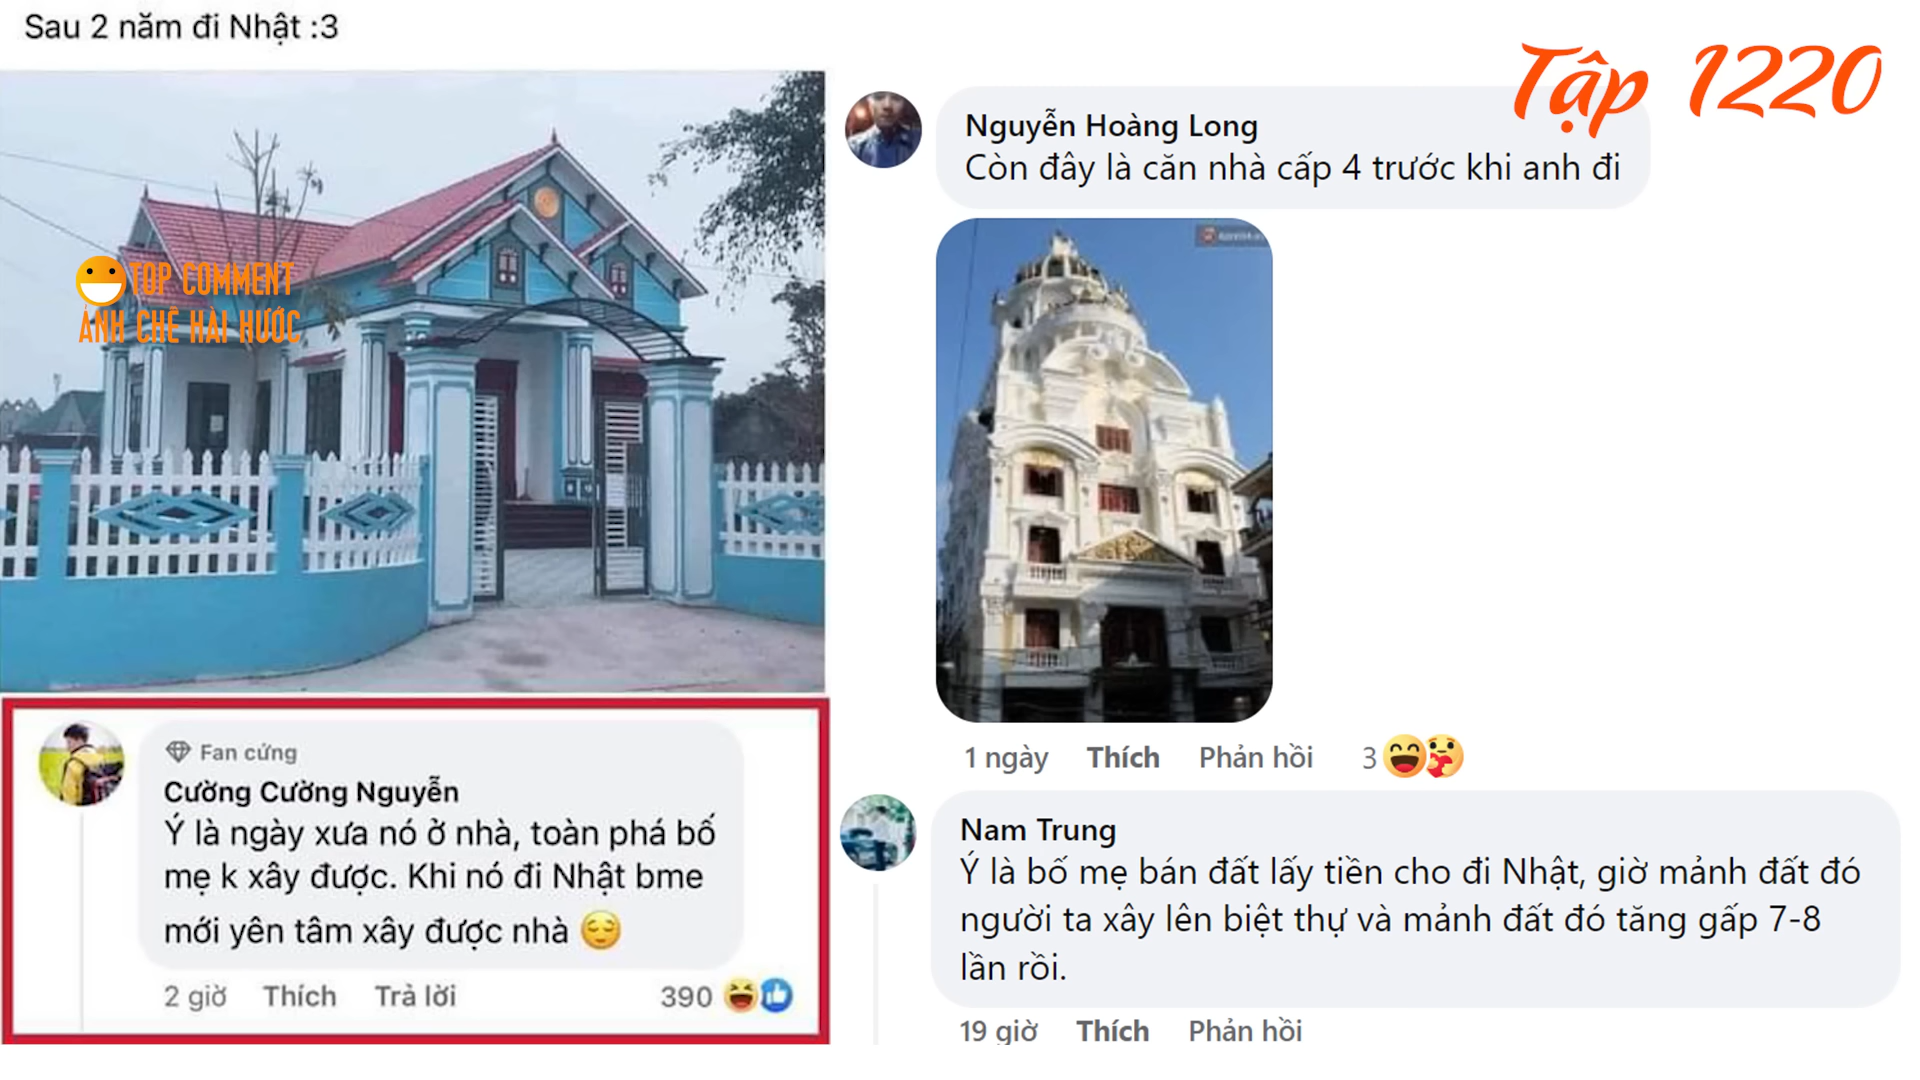 Sau 2 năm đi Nhật :3
TOP COMMENT
ẢNH CHẾ HÀI HƯỚC
Fan cứng
Cường Cường Nguyễn
Ý là ngày xưa nó ở nhà, toàn phá bố
mẹ k xây được. Khi nó đi Nhật bme
mới yên tâm xây được nhà 😌
2 giờ Thích Trả lời 390
Tập 1220
Nguyễn Hoàng Long
Còn đây là căn nhà cấp 4 trước khi anh đi
1 ngày Thích Phản hồi 3
Nam Trung
Ý là bố mẹ bán đất lấy tiền cho đi Nhật, giờ mảnh đất đó
người ta xây lên biệt thự và mảnh đất đó tăng gấp 7-8
lần rồi.
19 giờ Thích Phản hồi